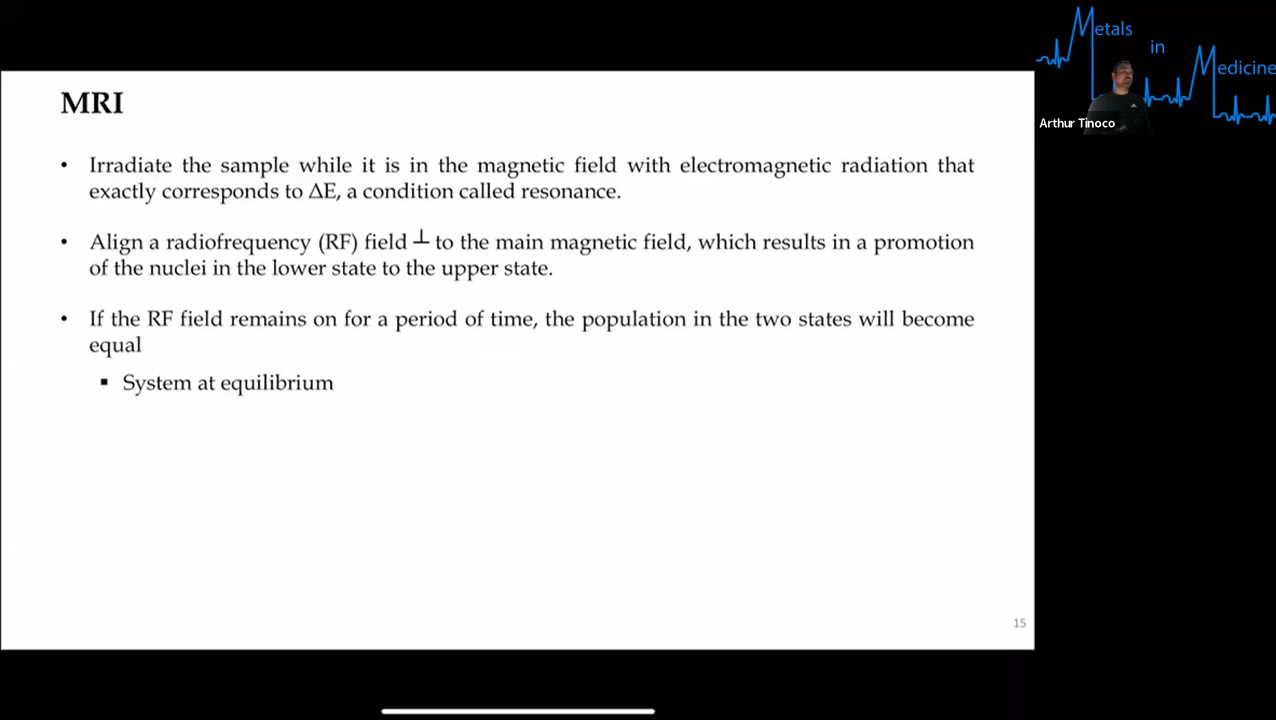 MRI
• Irradiate the sample while it is in the magnetic field with electromagnetic radiation that
exactly corresponds to ΔE, a condition called resonance.
• Align a radiofrequency (RF) field ⊥ to the main magnetic field, which results in a promotion
of the nuclei in the lower state to the upper state.
• If the RF field remains on for a period of time, the population in the two states will become
equal
▪ System at equilibrium
15
Metals
in
Medicine
Arthur Tinoco